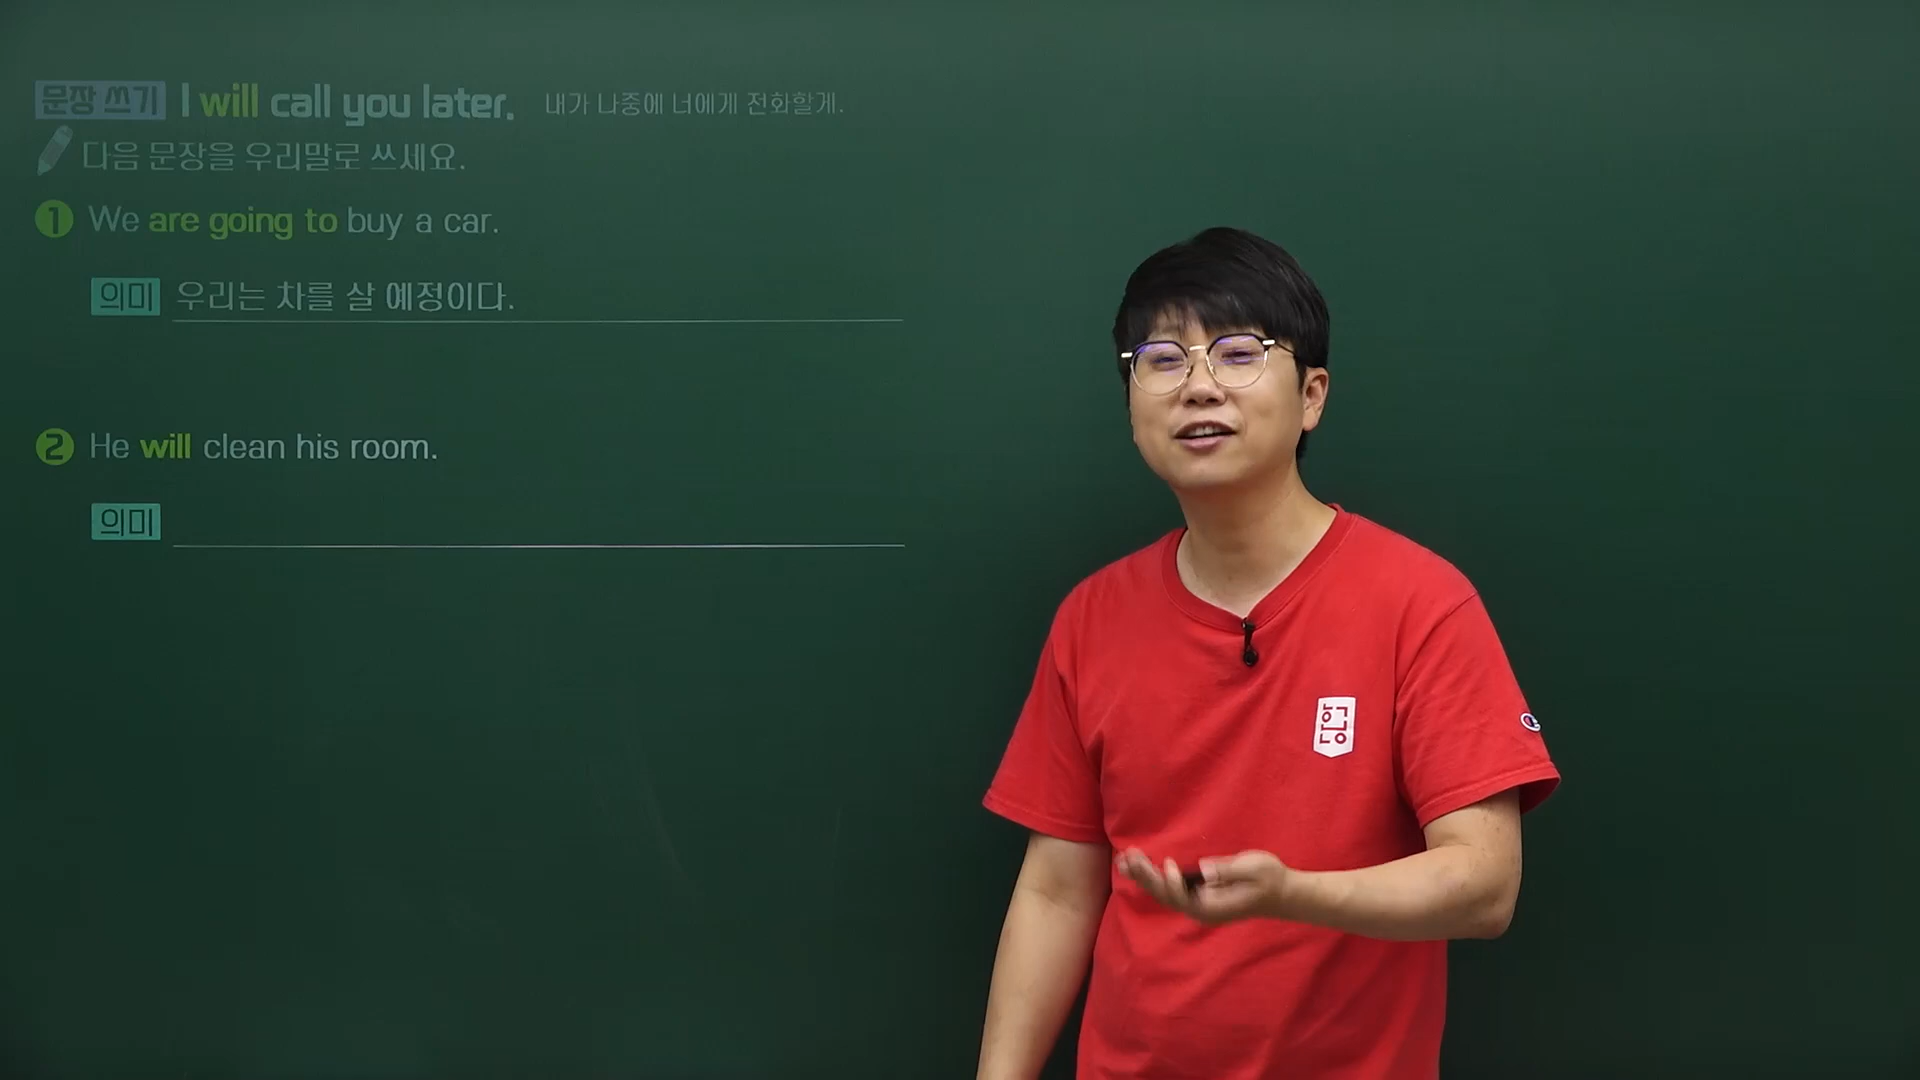 문장 쓰기 I will call you later. 내가 나중에 너에게 전화할게.
다음 문장을 우리말로 쓰세요.
1 We are going to buy a car.
의미 우리는 차를 살 예정이다.
2 He will clean his room.
의미